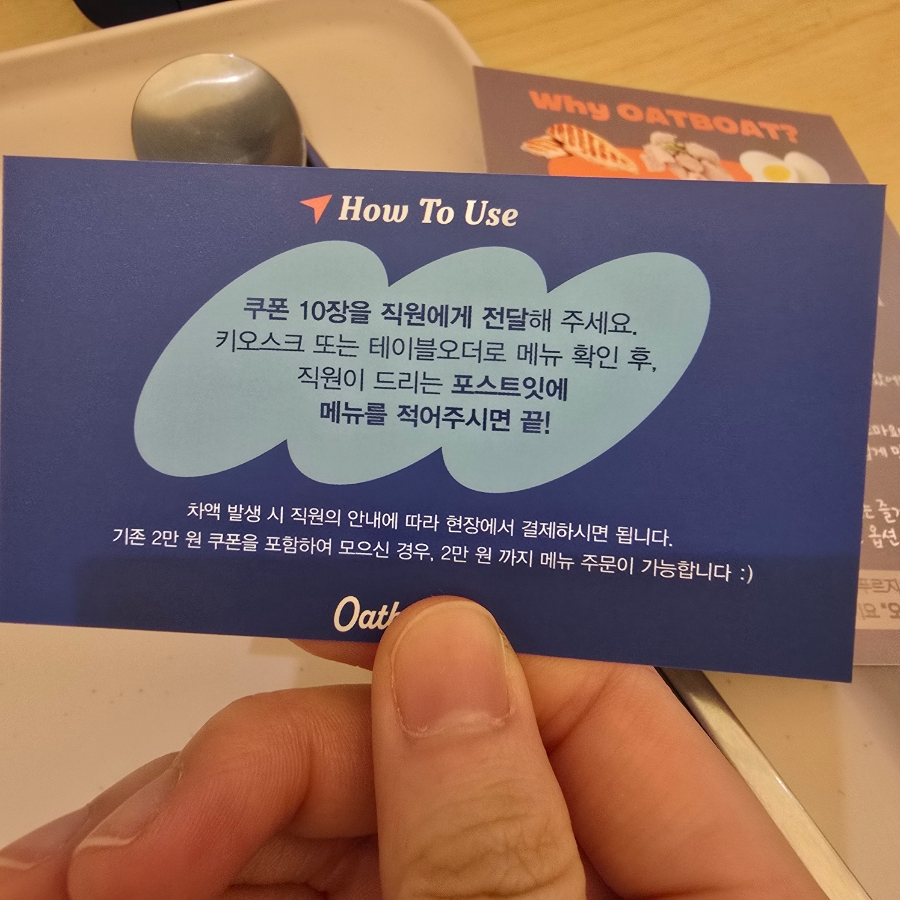 Why OATBOAT?
How To Use
쿠폰 10장을 직원에게 전달해 주세요.
키오스크 또는 테이블오더로 메뉴 확인 후,
직원이 드리는 포스트잇에
메뉴를 적어주시면 끝!
차액 발생 시 직원의 안내에 따라 현장에서 결제하시면 됩니다.
기존 2만 원 쿠폰을 포함하여 모으신 경우, 2만 원 까지 메뉴 주문이 가능합니다 :)